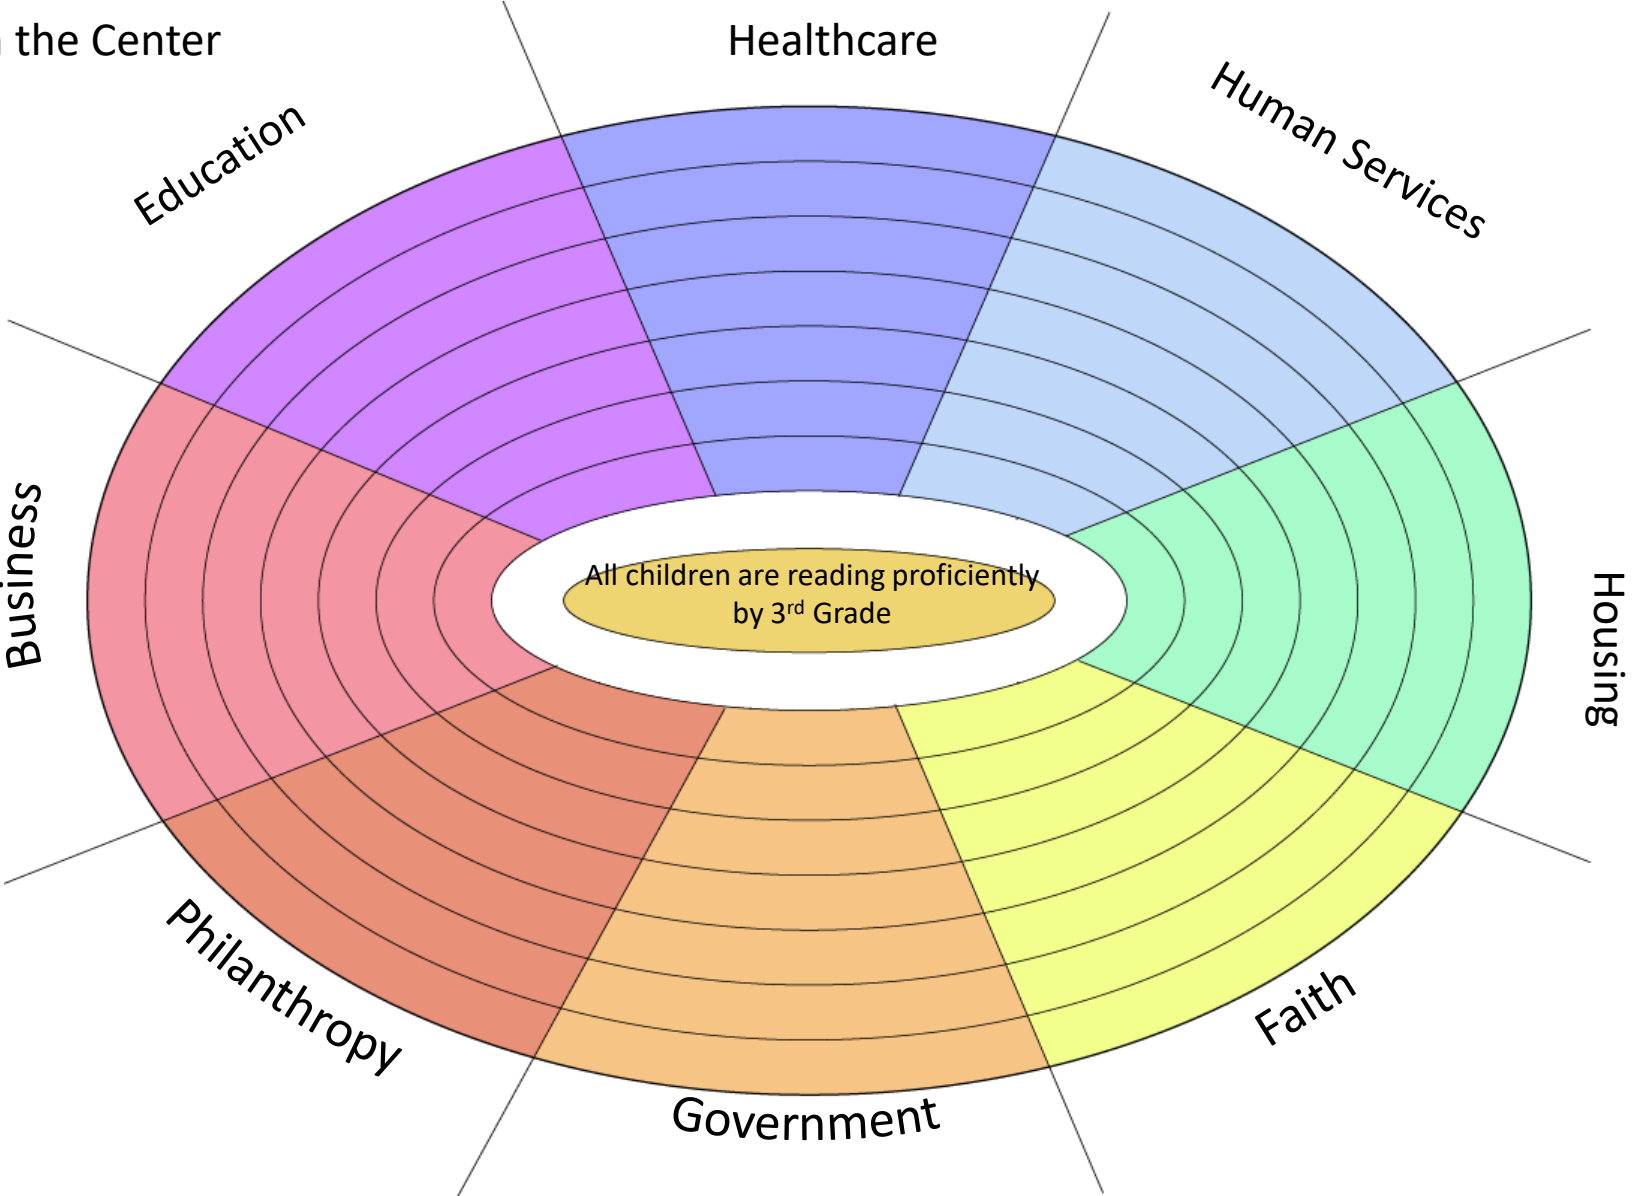 the Center
Healthcare
Human Services
Education
Business
All children are reading proficiently
by 3rd Grade
Housing
Philanthropy
Faith
Government